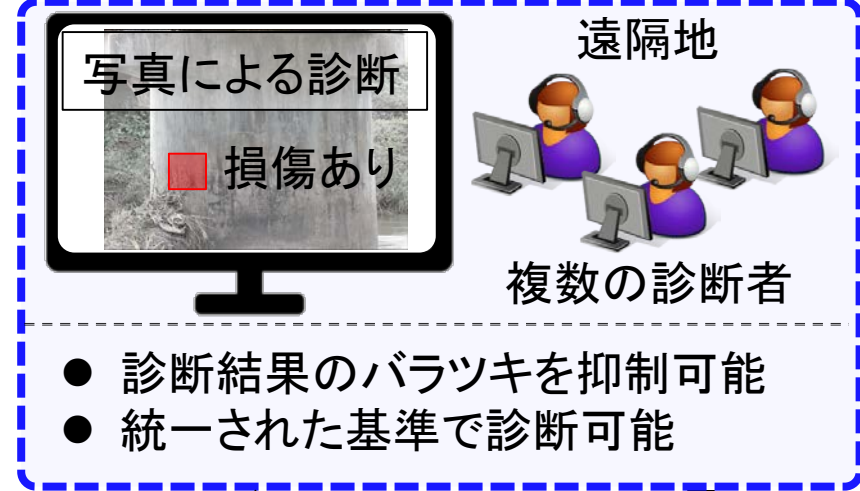 写真による診断
損傷あり
遠隔地
複数の診断者
● 診断結果のバラツキを抑制可能
● 統一された基準で診断可能